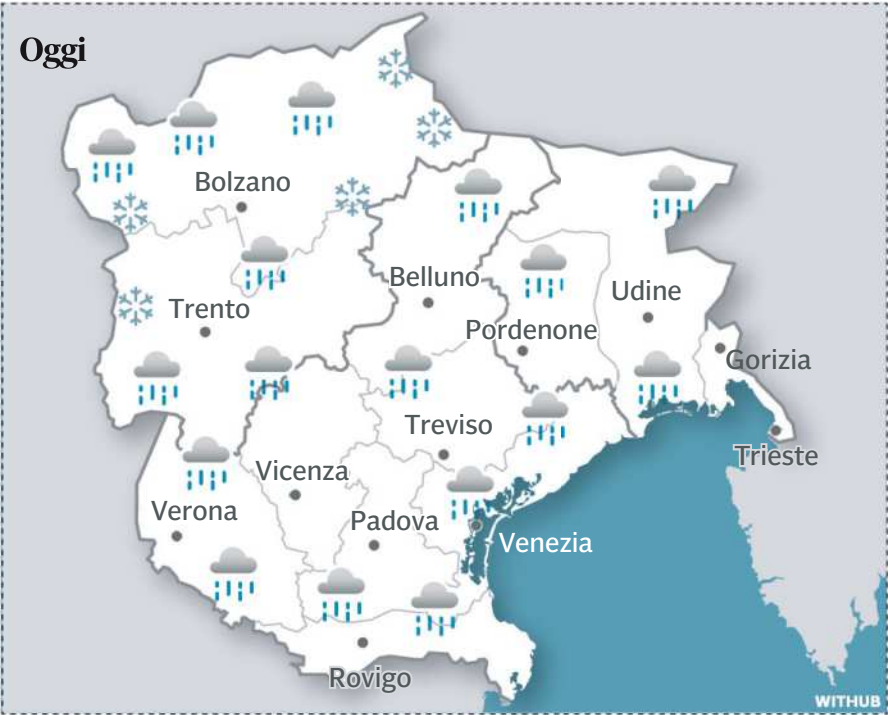 Oggi
Bolzano
Belluno
Udine
Trento
Pordenone
Gorizia
Treviso
Trieste
Vicenza
Verona
Padova
Venezia
Rovigo
WITHUB